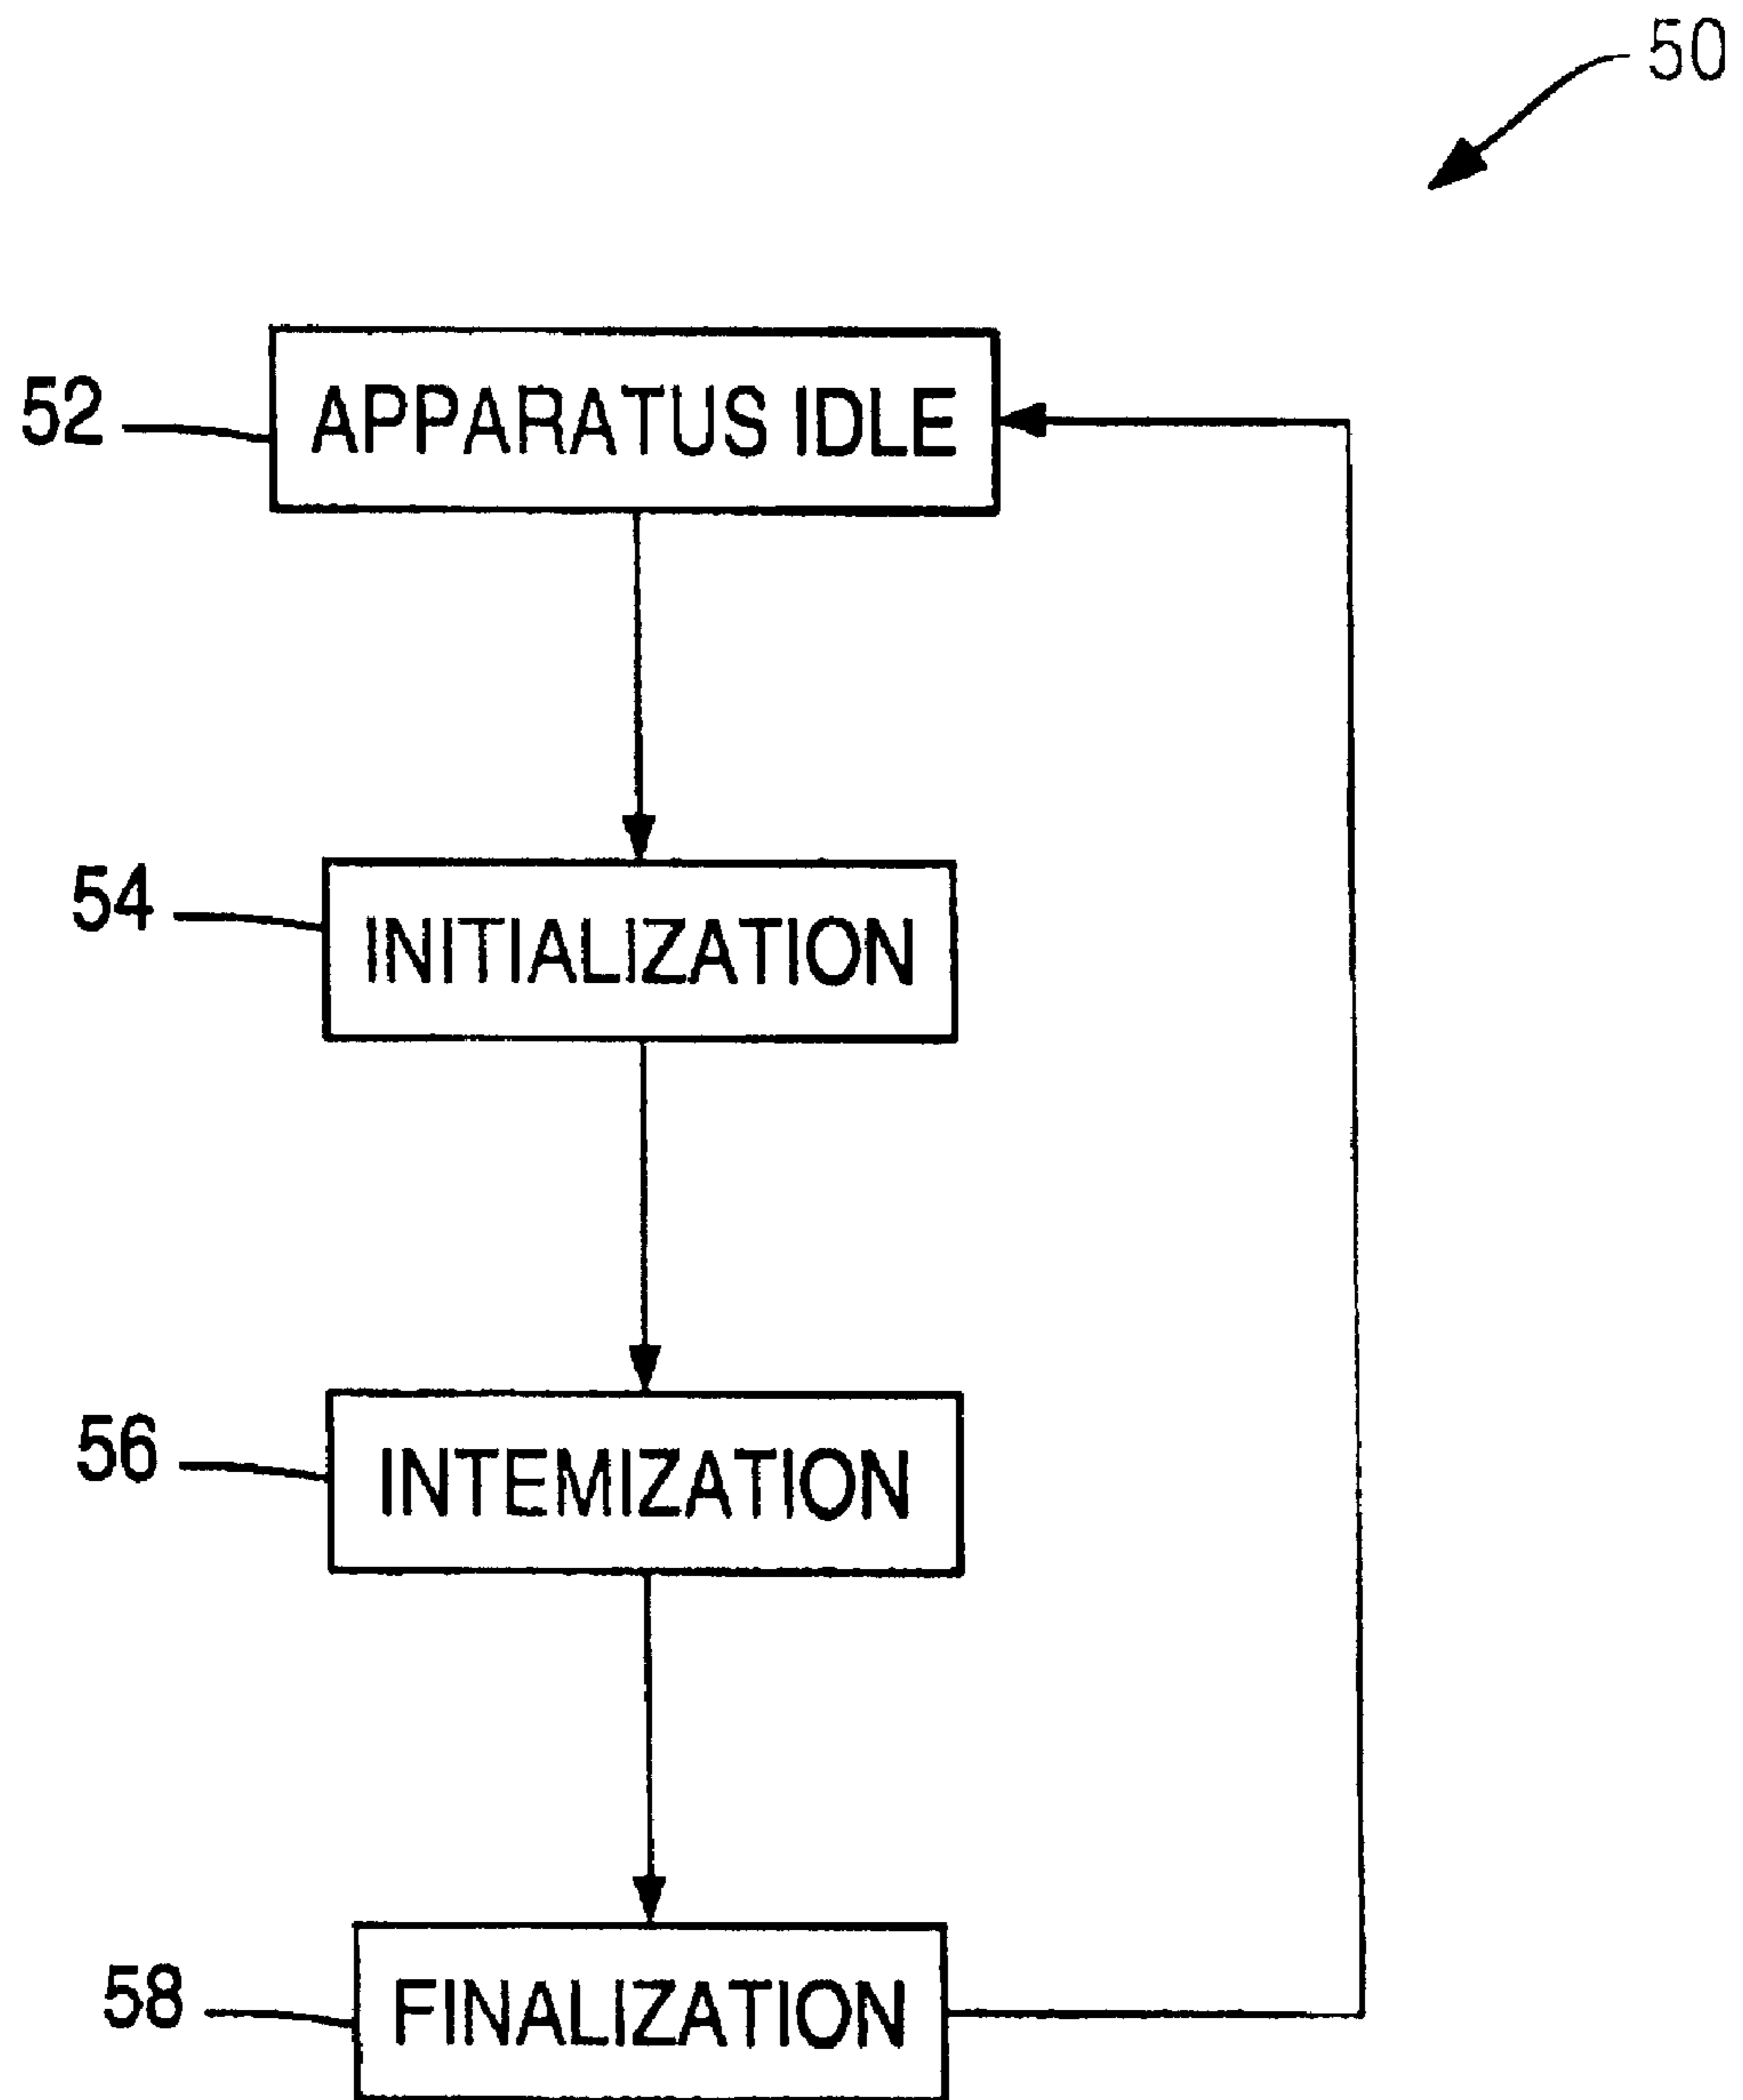 50
52 APPARATUS IDLE
54 INITIALIZATION
56 INTEMIZATION
58 FINALIZATION